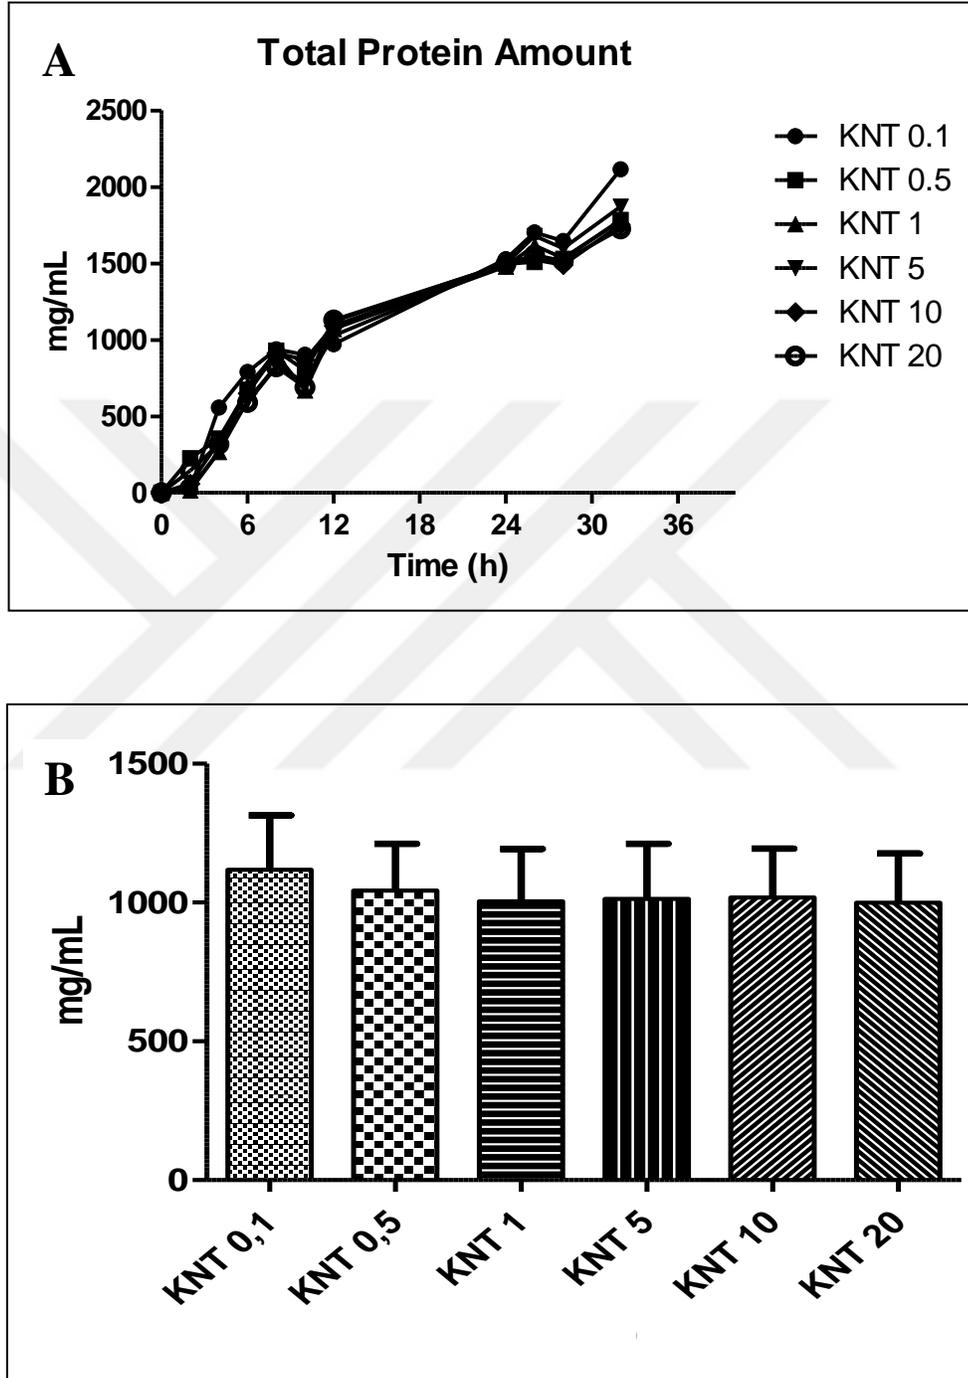 A
Total Protein Amount
2500
2000
1500
1000
500
0
mg/mL
0 6 12 18 24 30 36
Time (h)
KNT 0.1
KNT 0.5
KNT 1
KNT 5
KNT 10
KNT 20
B
1500
1000
500
0
mg/mL
KNT 0,1
KNT 0,5
KNT 1
KNT 5
KNT 10
KNT 20